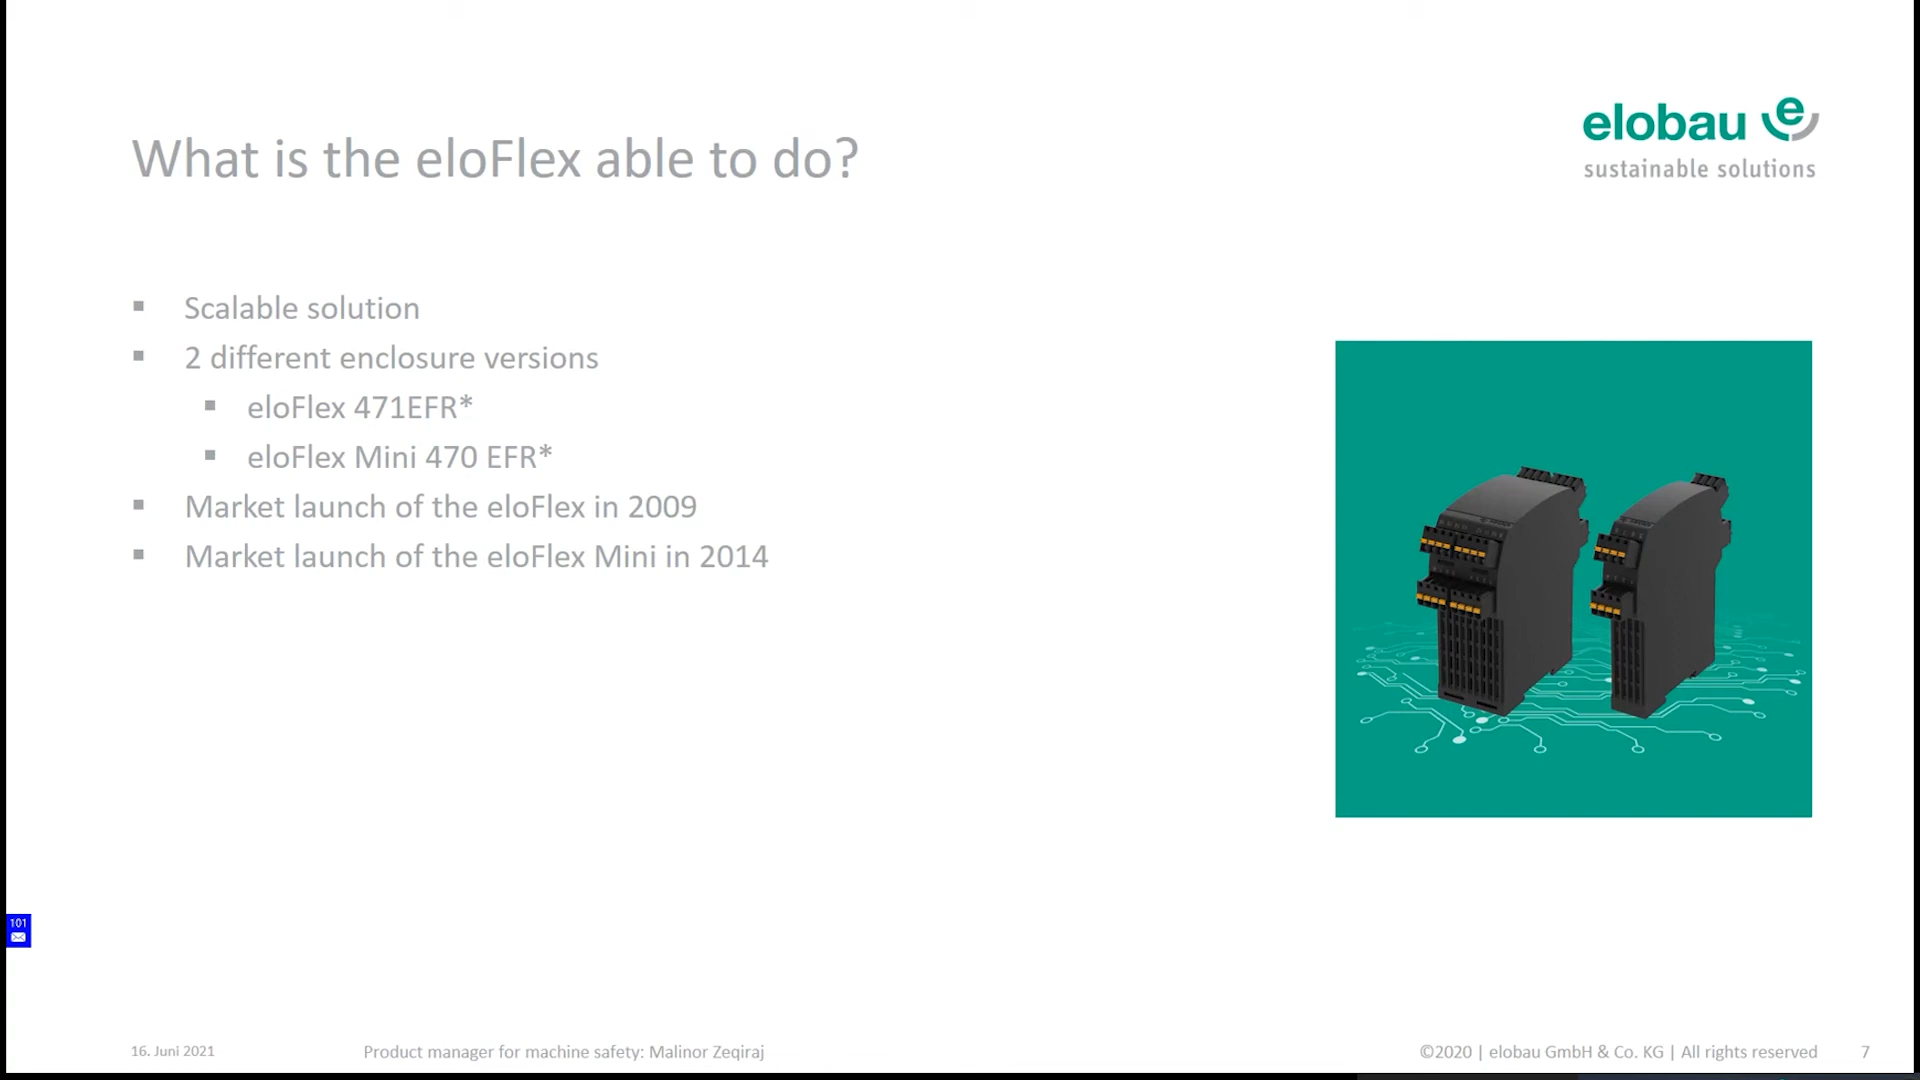 elobau
sustainable solutions
What is the eloFlex able to do?
Scalable solution
2 different enclosure versions
eloFlex 471EFR*
eloFlex Mini 470 EFR*
Market launch of the eloFlex in 2009
Market launch of the eloFlex Mini in 2014
101
16. Juni 2021
Product manager for machine safety: Malinor Zeqiraj
©2020 | elobau GmbH & Co. KG | All rights reserved
7